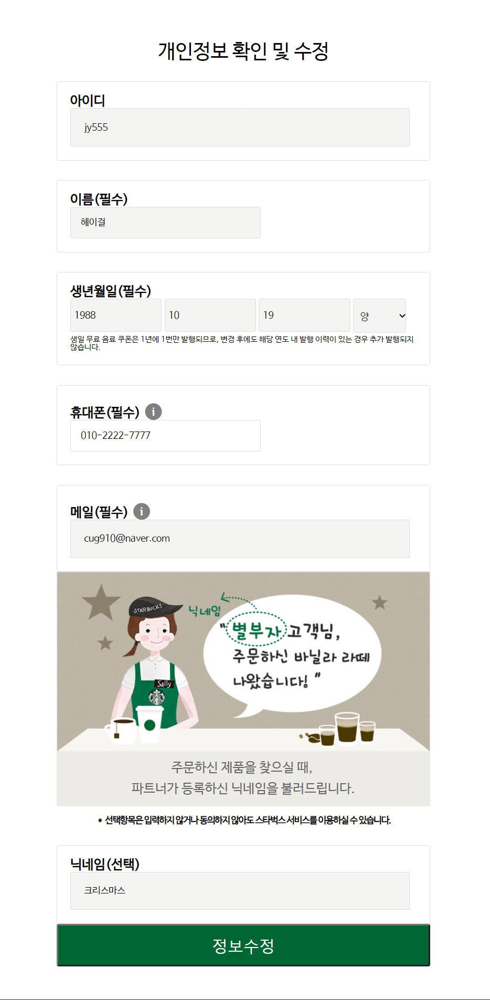 개인정보 확인 및 수정
아이디
jy555
이름(필수)
헤이걸
생년월일(필수)
1988 10 19 양
생일 무료 음료 쿠폰은 1년에 1번만 발행되므로, 변경 후에도 해당 연도 내 발행 이력이 있는 경우 추가 발행되지
않습니다.
휴대폰(필수) i
010-2222-7777
메일(필수) i
cug910@naver.com
STARBUCKS
닉네임
" 별부자 고객님,
주문하신 바닐라 라떼
나왔습니다! "
Sally
주문하신 제품을 찾으실 때,
파트너가 등록하신 닉네임을 불러드립니다.
* 선택항목은 입력하지 않거나 동의하지 않아도 스타벅스 서비스를 이용하실 수 있습니다.
닉네임(선택)
크리스마스
정보수정